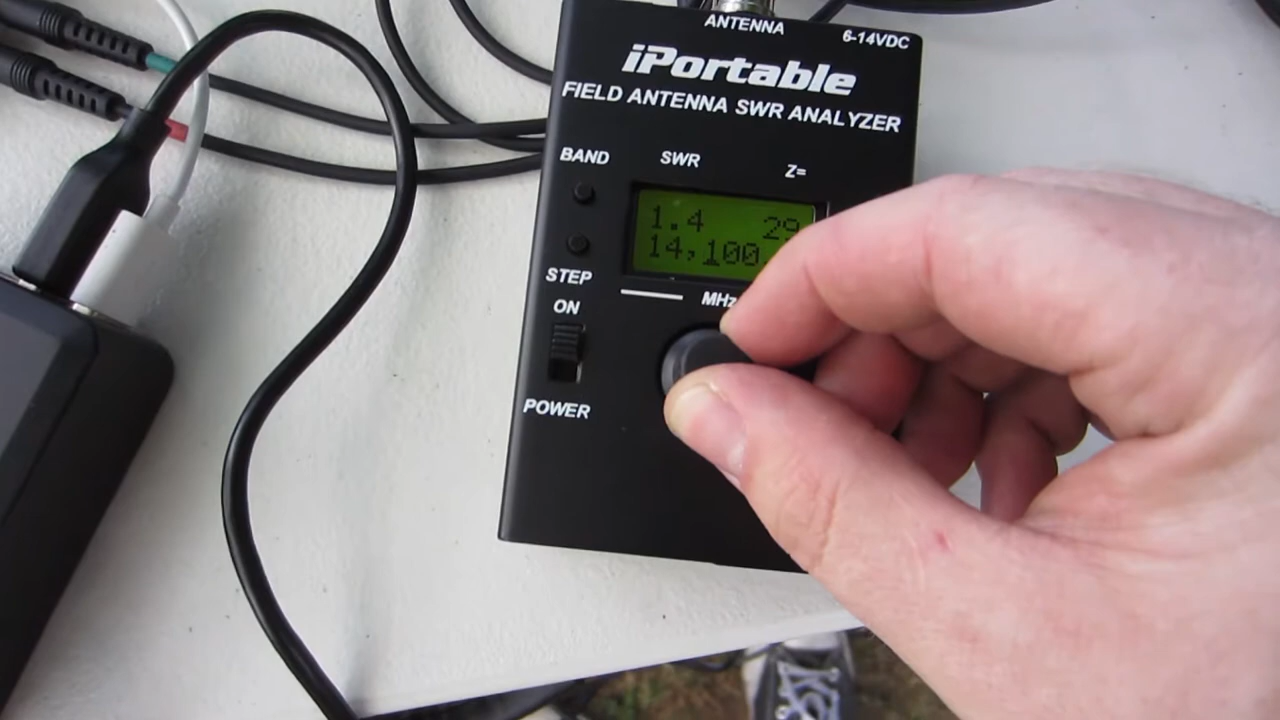 ANTENNA
6-14VDC
iPortable
FIELD ANTENNA SWR ANALYZER
BAND
SWR
Z=
1.4 29
14,100
STEP
ON
MHz
POWER